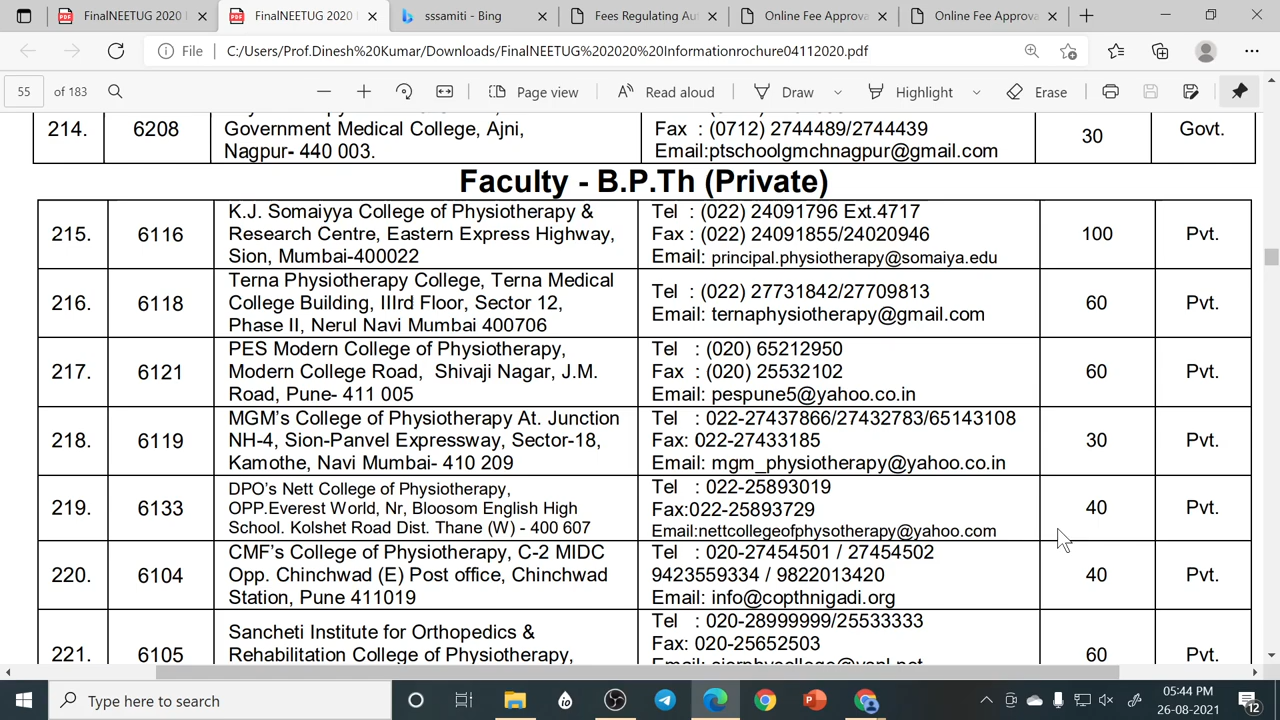 FinalNEETUG 2020 I
FinalNEETUG 2020
sssamiti - Bing
Fees Regulating Au
Online Fee Approva
Online Fee Approva
File
C:/Users/Prof.Dinesh%20Kumar/Downloads/FinalNEETUG%202020%20Informationrochure04112020.pdf
55 of 183
Page view
Read aloud
Draw
Highlight
Erase
214. 6208 Government Medical College, Ajni, Fax : (0712) 2744489/2744439 30 Govt.
Nagpur- 440 003. Email:ptschoolgmchnagpur@gmail.com
Faculty - B.P.Th (Private)
K.J. Somaiyya College of Physiotherapy & Tel : (022) 24091796 Ext.4717
215. 6116 Research Centre, Eastern Express Highway, Fax : (022) 24091855/24020946 100 Pvt.
Sion, Mumbai-400022 Email: principal.physiotherapy@somaiya.edu
Terna Physiotherapy College, Terna Medical Tel : (022) 27731842/27709813
216. 6118 College Building, IIIrd Floor, Sector 12, 60 Pvt.
Phase II, Nerul Navi Mumbai 400706 Email: ternaphysiotherapy@gmail.com
PES Modern College of Physiotherapy, Tel : (020) 65212950
217. 6121 Modern College Road, Shivaji Nagar, J.M. Fax : (020) 25532102 60 Pvt.
Road, Pune- 411 005 Email: pespune5@yahoo.co.in
MGM's College of Physiotherapy At. Junction Tel : 022-27437866/27432783/65143108
218. 6119 NH-4, Sion-Panvel Expressway, Sector-18, Fax: 022-27433185 30 Pvt.
Kamothe, Navi Mumbai- 410 209 Email: mgm_physiotherapy@yahoo.co.in
DPO's Nett College of Physiotherapy, Tel : 022-25893019
219. 6133 OPP.Everest World, Nr, Bloosom English High Fax:022-25893729 40 Pvt.
School. Kolshet Road Dist. Thane (W) - 400 607 Email:nettcollegeofphysotherapy@yahoo.com
CMF's College of Physiotherapy, C-2 MIDC Tel : 020-27454501 / 27454502
220. 6104 Opp. Chinchwad (E) Post office, Chinchwad 9423559334 / 9822013420 40 Pvt.
Station, Pune 411019 Email: info@copthnigadi.org
Sancheti Institute for Orthopedics & Tel : 020-28999999/25533333
221. 6105 Rehabilitation College of Physiotherapy, Fax: 020-25652503 60 Pvt.
Type here to search
05:44 PM
26-08-2021
12